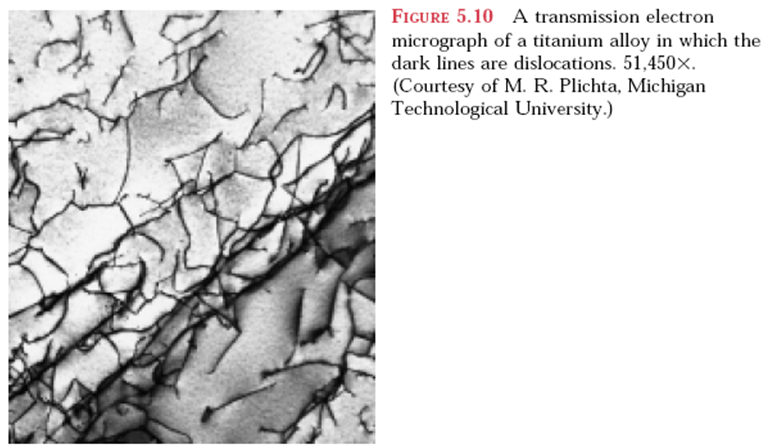 FIGURE 5.10 A transmission electron
micrograph of a titanium alloy in which the
dark lines are dislocations. 51,450×.
(Courtesy of M. R. Plichta, Michigan
Technological University.)